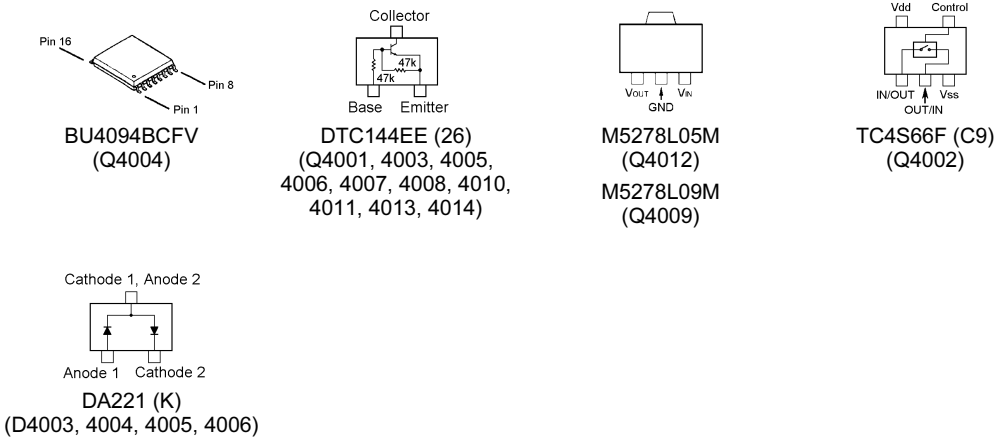 Pin 16
Pin 8
Pin 1
BU4094BCFV
(Q4004)
Collector
47k
47k
Base Emitter
DTC144EE (26)
(Q4001, 4003, 4005,
4006, 4007, 4008, 4010,
4011, 4013, 4014)
VOUT VIN
GND
M5278L05M
(Q4012)
M5278L09M
(Q4009)
Vdd Control
IN/OUT Vss
OUT/IN
TC4S66F (C9)
(Q4002)
Cathode 1, Anode 2
Anode 1 Cathode 2
DA221 (K)
(D4003, 4004, 4005, 4006)